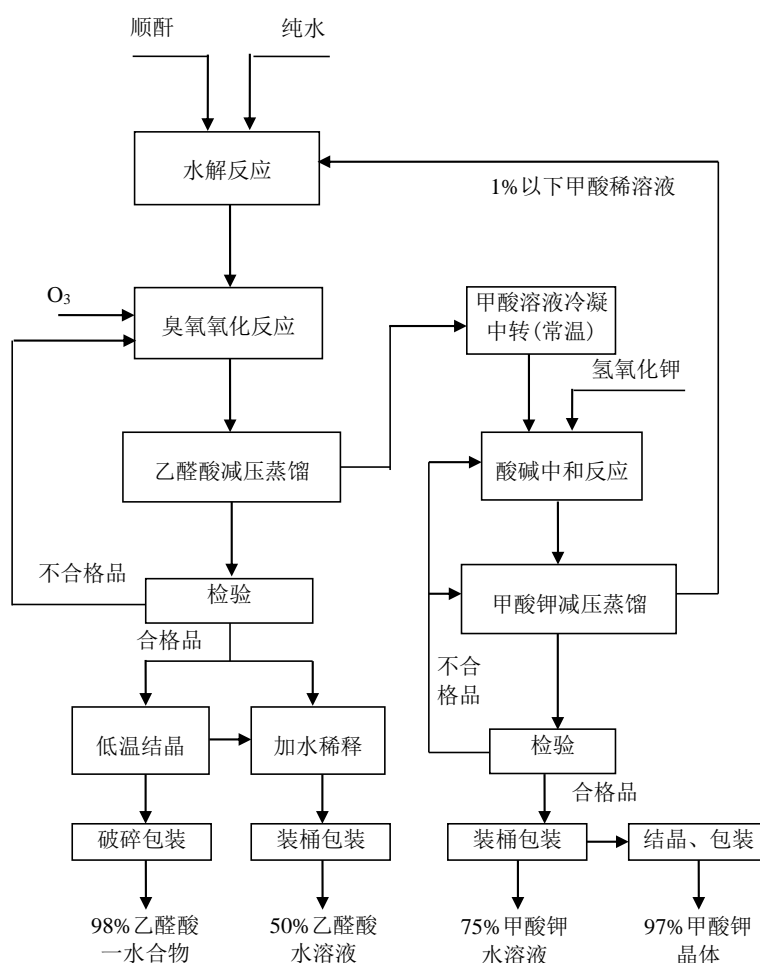 顺酐
纯水
水解反应
1%以下甲酸稀溶液
O₃
臭氧氧化反应
甲酸溶液冷凝
中转(常温)
氢氧化钾
乙醛酸减压蒸馏
酸碱中和反应
不合格品
检验
甲酸钾减压蒸馏
合格品
不合
格品
低温结晶
加水稀释
检验
合格品
破碎包装
装桶包装
装桶包装
结晶、包装
98%乙醛酸
一水合物
50%乙醛酸
水溶液
75%甲酸钾
水溶液
97%甲酸钾
晶体